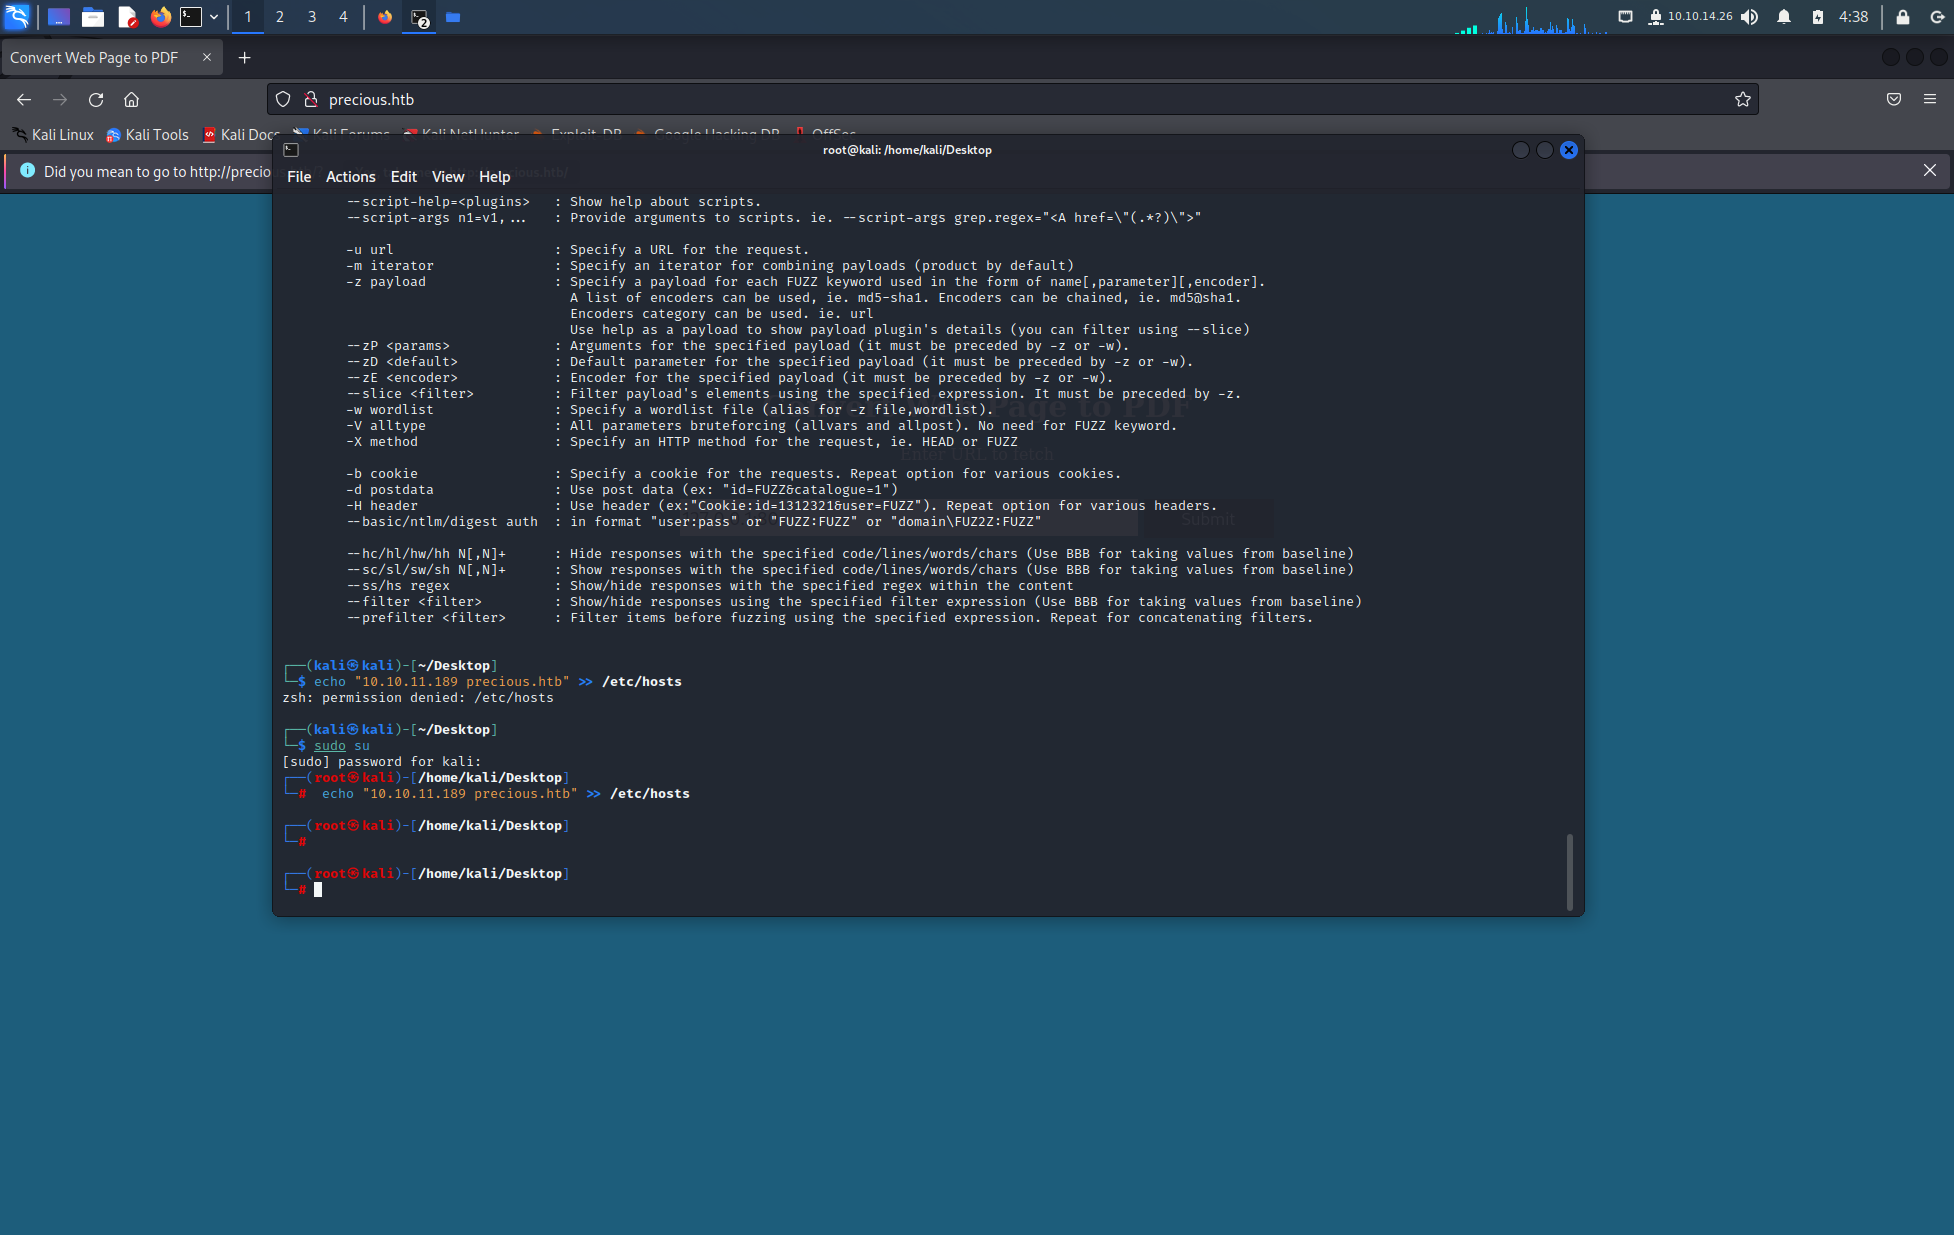 1 2 3 4 2 10.10.14.26 4:38
Convert Web Page to PDF
precious.htb
Kali Linux Kali Tools Kali Docs Kali Forums Kali NetHunter Exploit-DB Google Hacking DB OffSec
Did you mean to go to http://precio
root@kali: /home/kali/Desktop
File Actions Edit View Help
--script-help=<plugins> : Show help about scripts.
--script-args n1=v1,... : Provide arguments to scripts. ie. --script-args grep.regex="<A href=\"(.*?)\">"
-u url : Specify a URL for the request.
-m iterator : Specify an iterator for combining payloads (product by default)
-z payload : Specify a payload for each FUZZ keyword used in the form of name[,parameter][,encoder].
A list of encoders can be used, ie. md5-sha1. Encoders can be chained, ie. md5@sha1.
Encoders category can be used. ie. url
Use help as a payload to show payload plugin's details (you can filter using --slice)
--zP <params> : Arguments for the specified payload (it must be preceded by -z or -w).
--zD <default> : Default parameter for the specified payload (it must be preceded by -z or -w).
--zE <encoder> : Encoder for the specified payload (it must be preceded by -z or -w).
--slice <filter> : Filter payload's elements using the specified expression. It must be preceded by -z.
-w wordlist : Specify a wordlist file (alias for -z file,wordlist).
-V alltype : All parameters bruteforcing (allvars and allpost). No need for FUZZ keyword.
-X method : Specify an HTTP method for the request, ie. HEAD or FUZZ
Page to PDF
Enter URL to fetch
-b cookie : Specify a cookie for the requests. Repeat option for various cookies.
-d postdata : Use post data (ex: "id=FUZZ&catalogue=1")
-H header : Use header (ex:"Cookie:id=1312321&user=FUZZ"). Repeat option for various headers.
--basic/ntlm/digest auth : in format "user:pass" or "FUZZ:FUZZ" or "domain\FUZ2Z:FUZZ"
Submit
--hc/hl/hw/hh N[,N]+ : Hide responses with the specified code/lines/words/chars (Use BBB for taking values from baseline)
--sc/sl/sw/sh N[,N]+ : Show responses with the specified code/lines/words/chars (Use BBB for taking values from baseline)
--ss/hs regex : Show/hide responses with the specified regex within the content
--filter <filter> : Show/hide responses using the specified filter expression (Use BBB for taking values from baseline)
--prefilter <filter> : Filter items before fuzzing using the specified expression. Repeat for concatenating filters.
┌──(kali㉿kali)-[~/Desktop]
└─$ echo "10.10.11.189 precious.htb" >> /etc/hosts
zsh: permission denied: /etc/hosts
┌──(kali㉿kali)-[~/Desktop]
└─$ sudo su
[sudo] password for kali:
┌──(root㉿kali)-[/home/kali/Desktop]
└─# echo "10.10.11.189 precious.htb" >> /etc/hosts
┌──(root㉿kali)-[/home/kali/Desktop]
└─#
┌──(root㉿kali)-[/home/kali/Desktop]
└─#